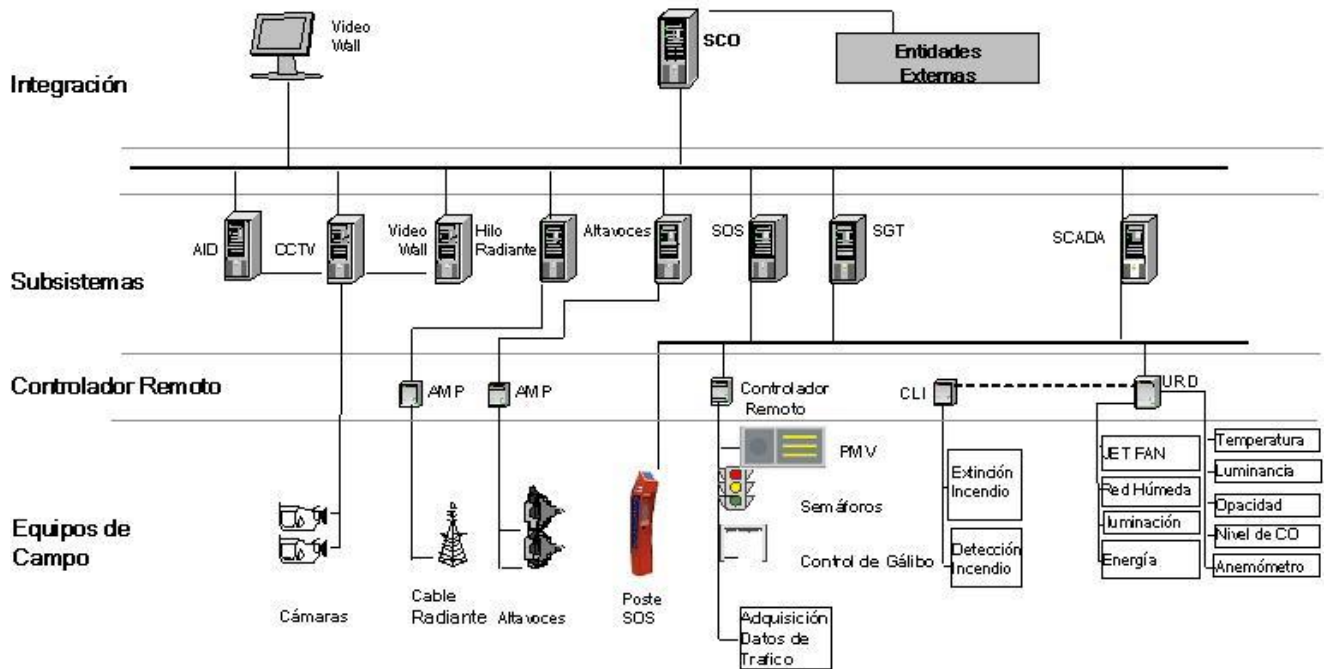 Video
Wall
SCO
Entidades
Externas
Integración
AID
CCTV
Video
Wall
Hilo
Radiante
Altavoces
SOS
SGT
SCADA
Subsistemas
Controlador Remoto
AMP
AMP
Controlador
Remoto
CLI
URD
PMV
Semáforos
Control de Gálibo
Extinción
Incendio
Detección
Incendio
JET FAN
Red Húmeda
Iluminación
Energía
Temperatura
Luminancia
Opacidad
Nivel de CO
Anemómetro
Equipos de
Campo
Cámaras
Cable
Radiante
Altavoces
Poste
SOS
Adquisición
Datos de
Trafico